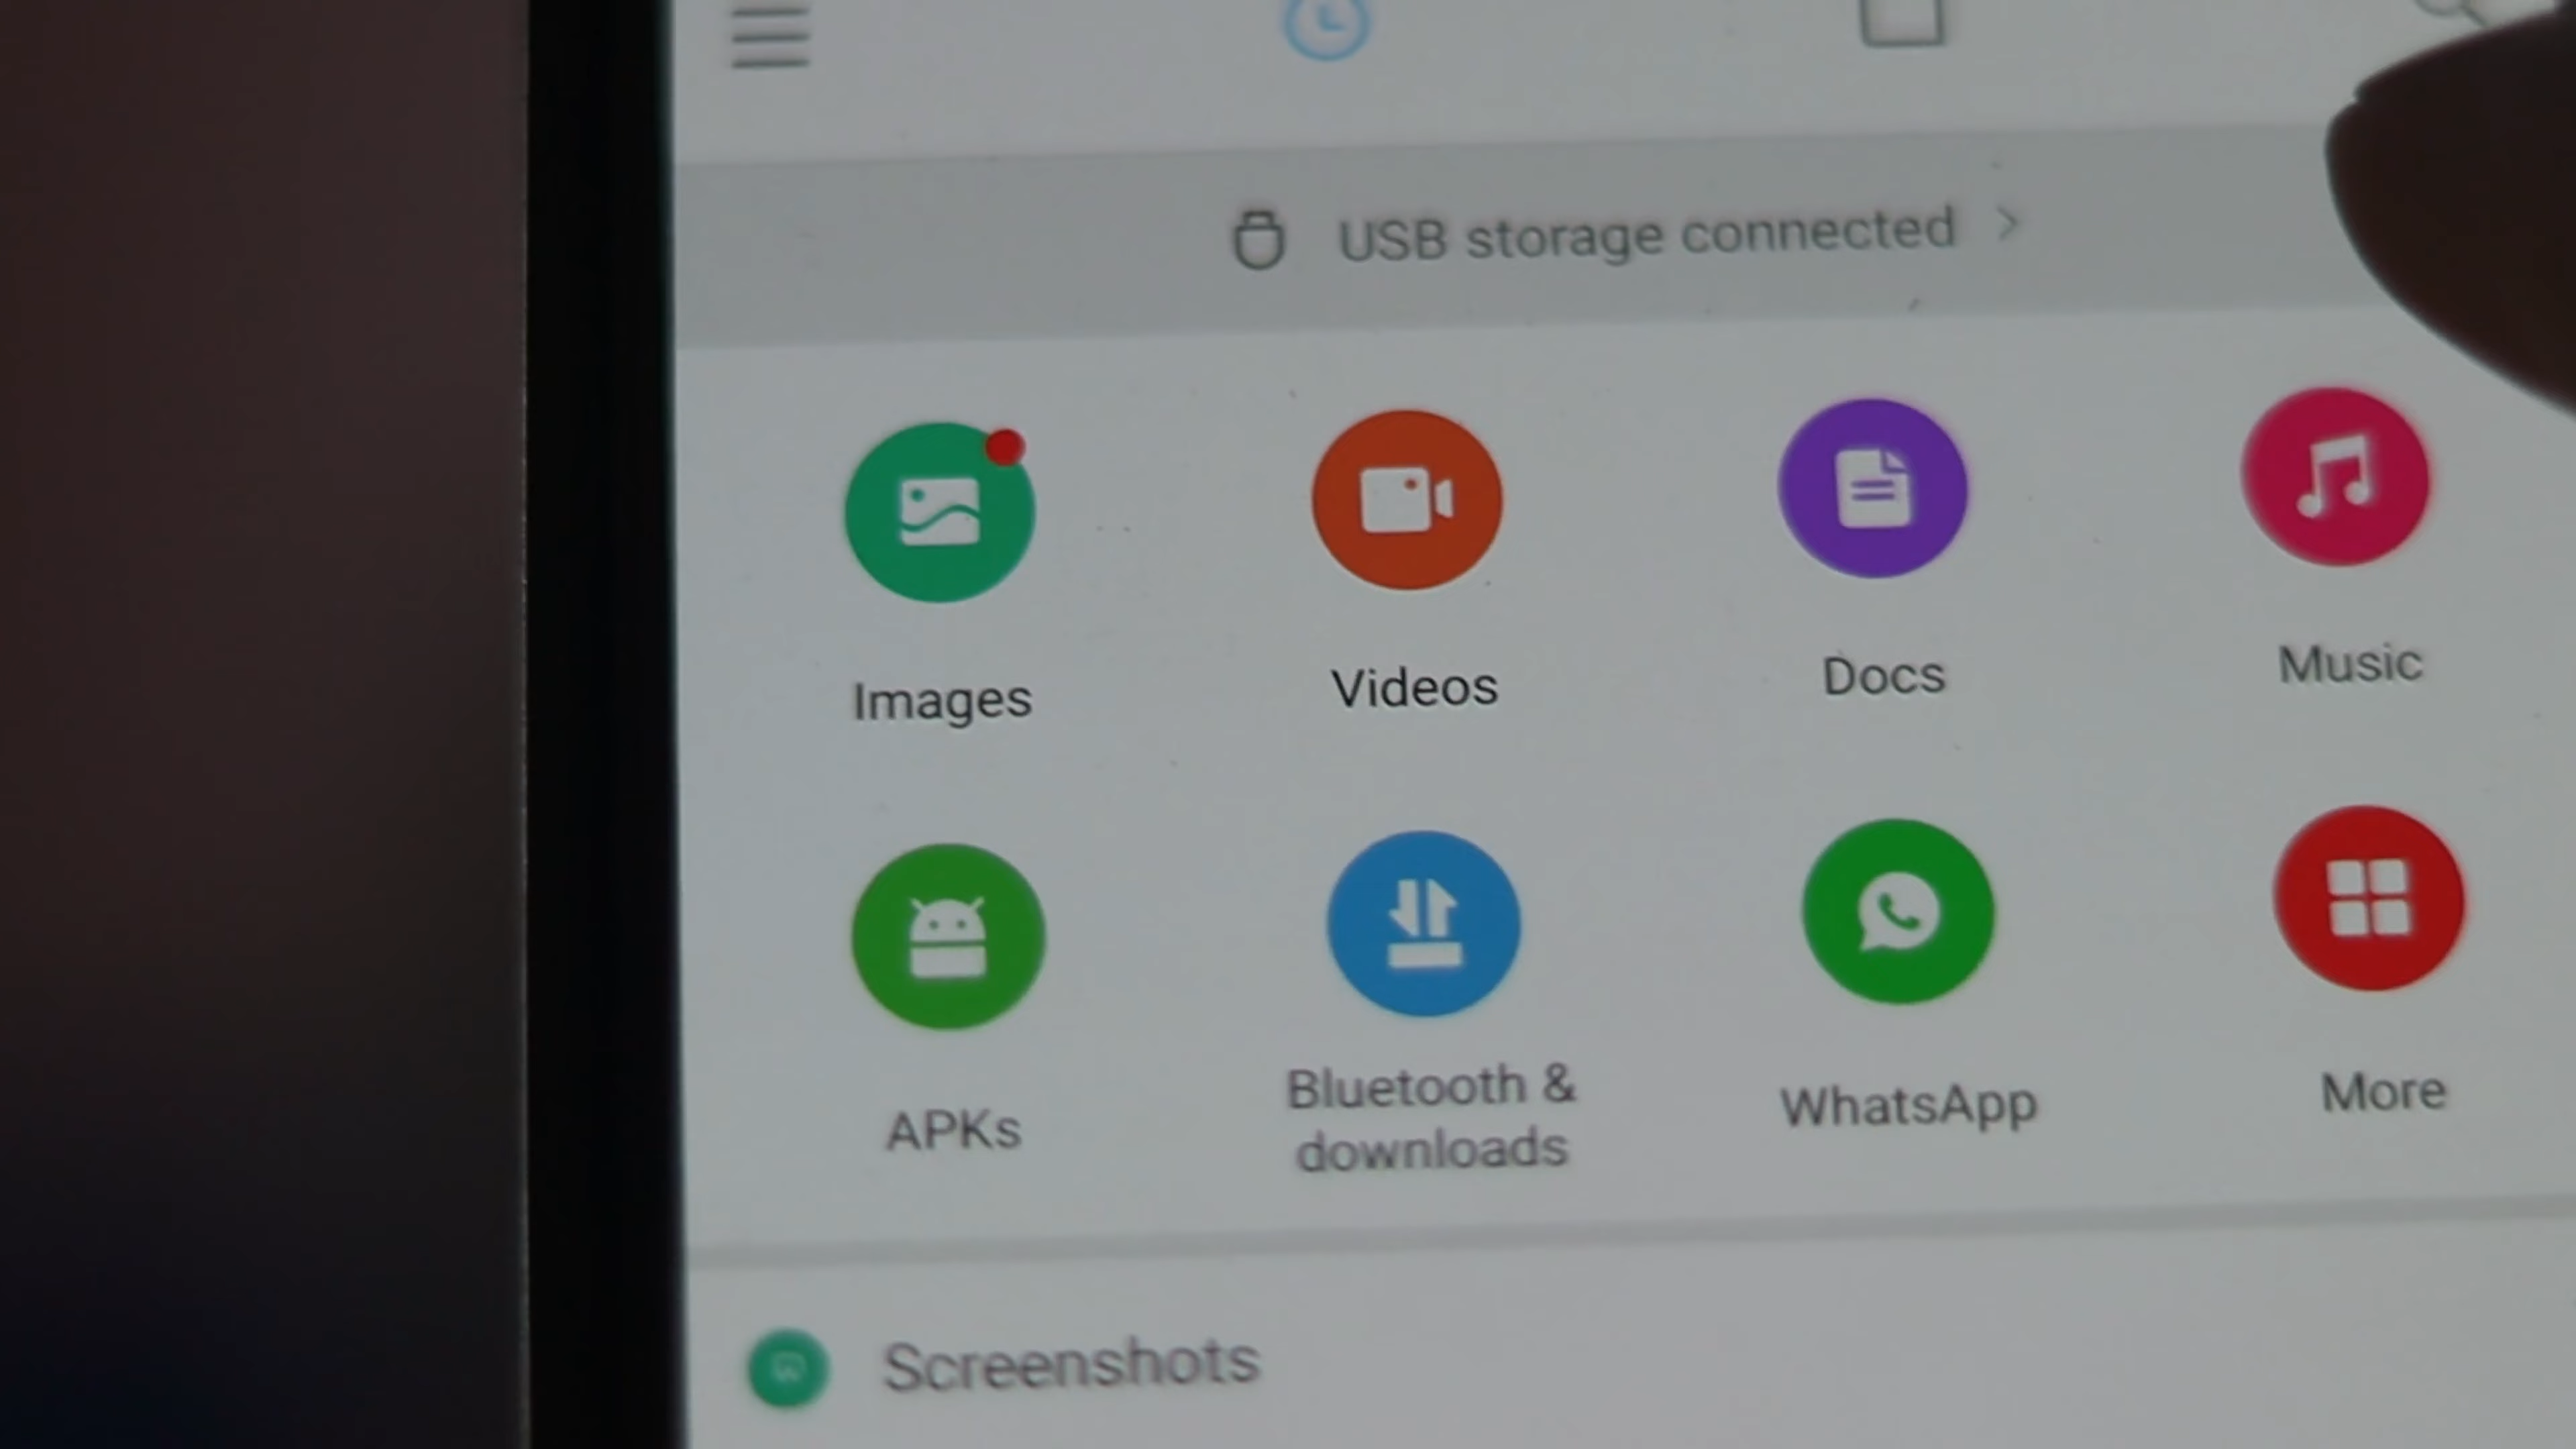 USB storage connected
Images
Videos
Docs
Music
APKs
Bluetooth &
downloads
WhatsApp
More
Screenshots